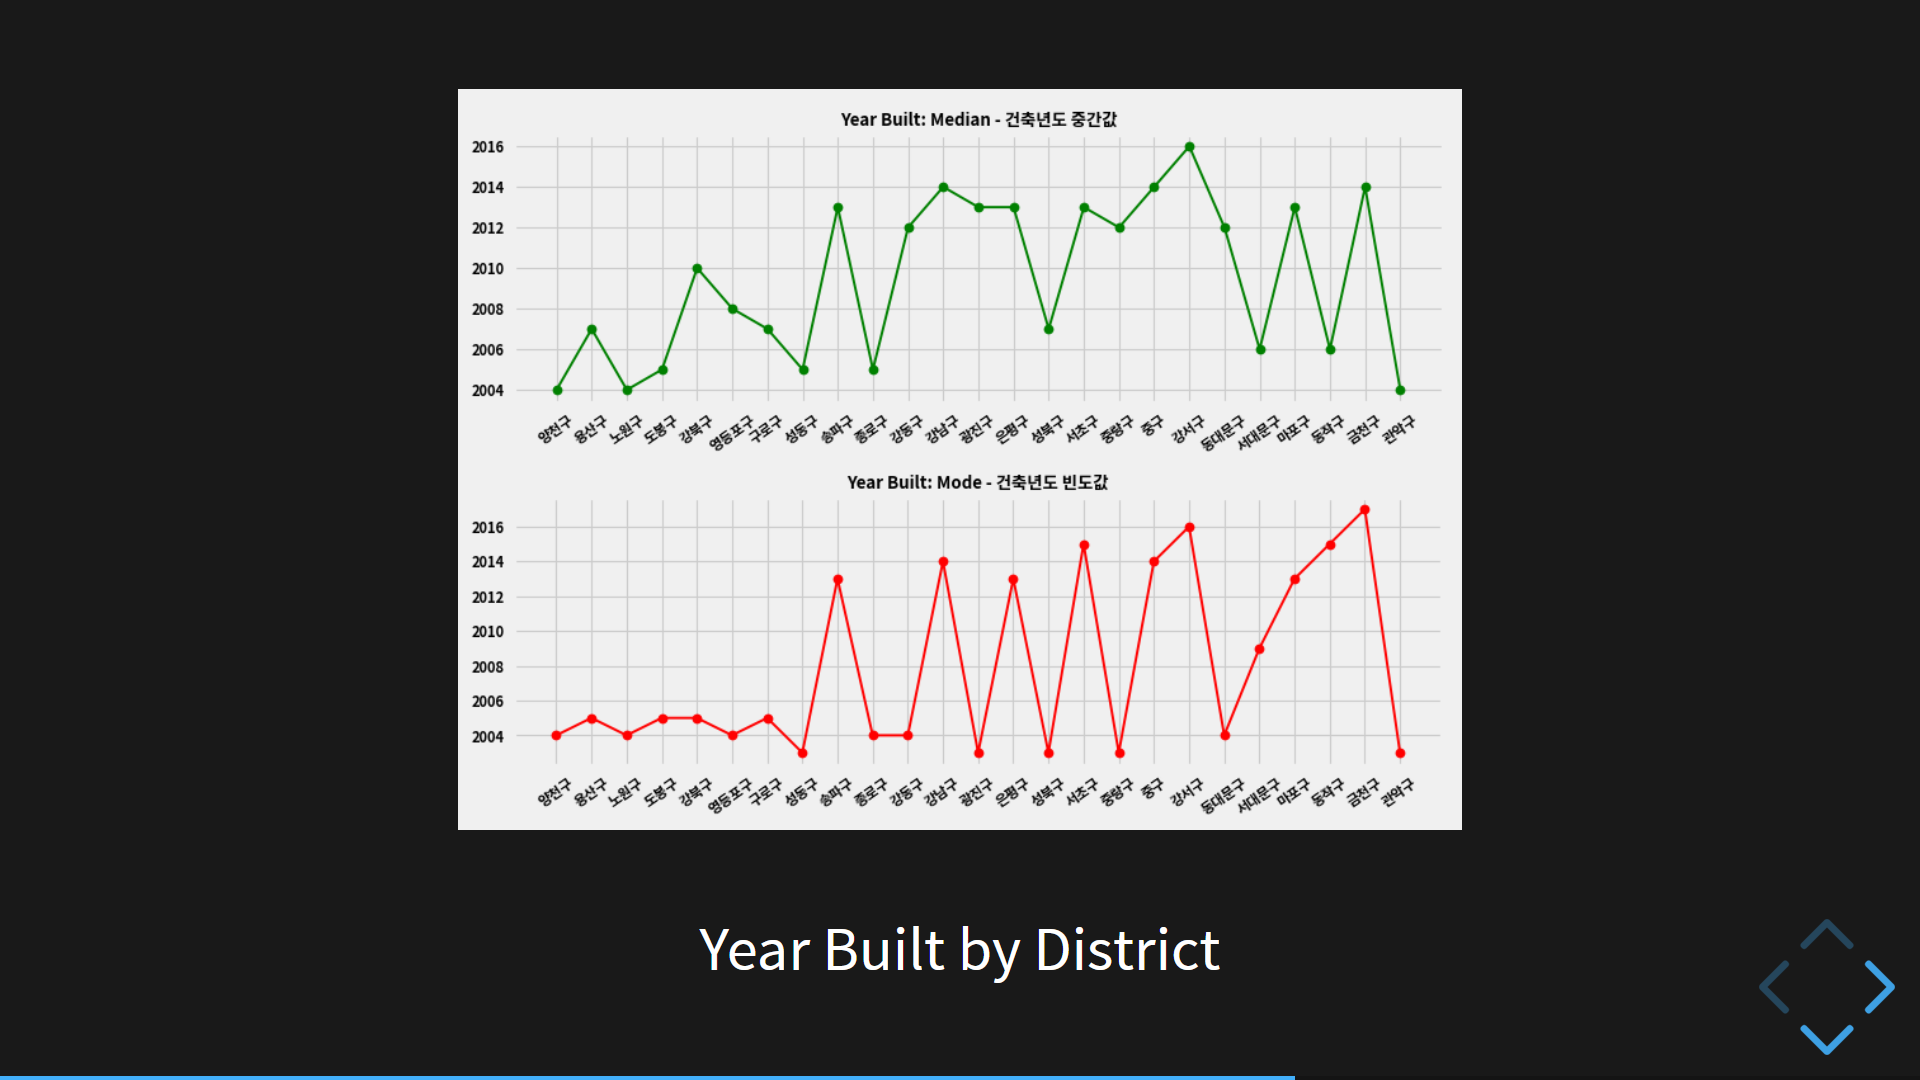 Year Built: Median - 건축년도 중간값
2016
2014
2012
2010
2008
2006
2004
양천구 용산구 노원구 도봉구 강북구 영등포구 구로구 성동구 송파구 종로구 강동구 강남구 광진구 은평구 성북구 서초구 중랑구 중구 강서구 동대문구 서대문구 마포구 동작구 금천구 관악구
Year Built: Mode - 건축년도 빈도값
2016
2014
2012
2010
2008
2006
2004
양천구 용산구 노원구 도봉구 강북구 영등포구 구로구 성동구 송파구 종로구 강동구 강남구 광진구 은평구 성북구 서초구 중랑구 중구 강서구 동대문구 서대문구 마포구 동작구 금천구 관악구
Year Built by District